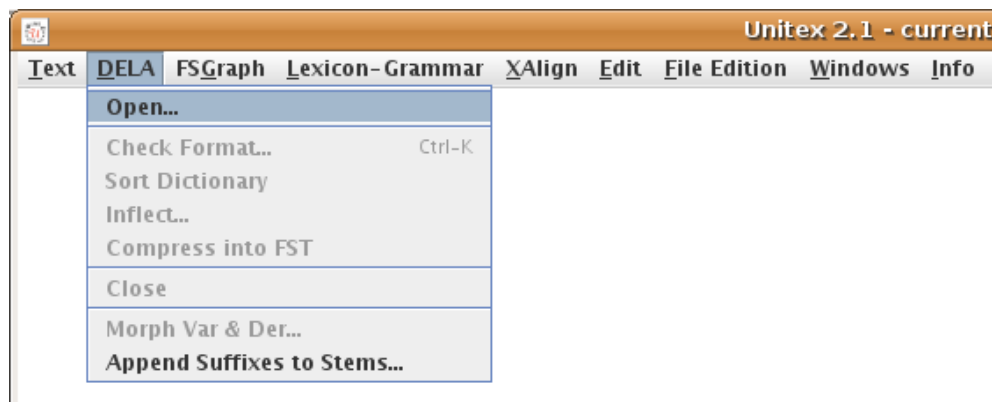 Unitex 2.1 - current
Text DELA FSGraph Lexicon-Grammar XAlign Edit File Edition Windows Info
Open...
Check Format... Ctrl-K
Sort Dictionary
Inflect...
Compress into FST
Close
Morph Var & Der...
Append Suffixes to Stems...